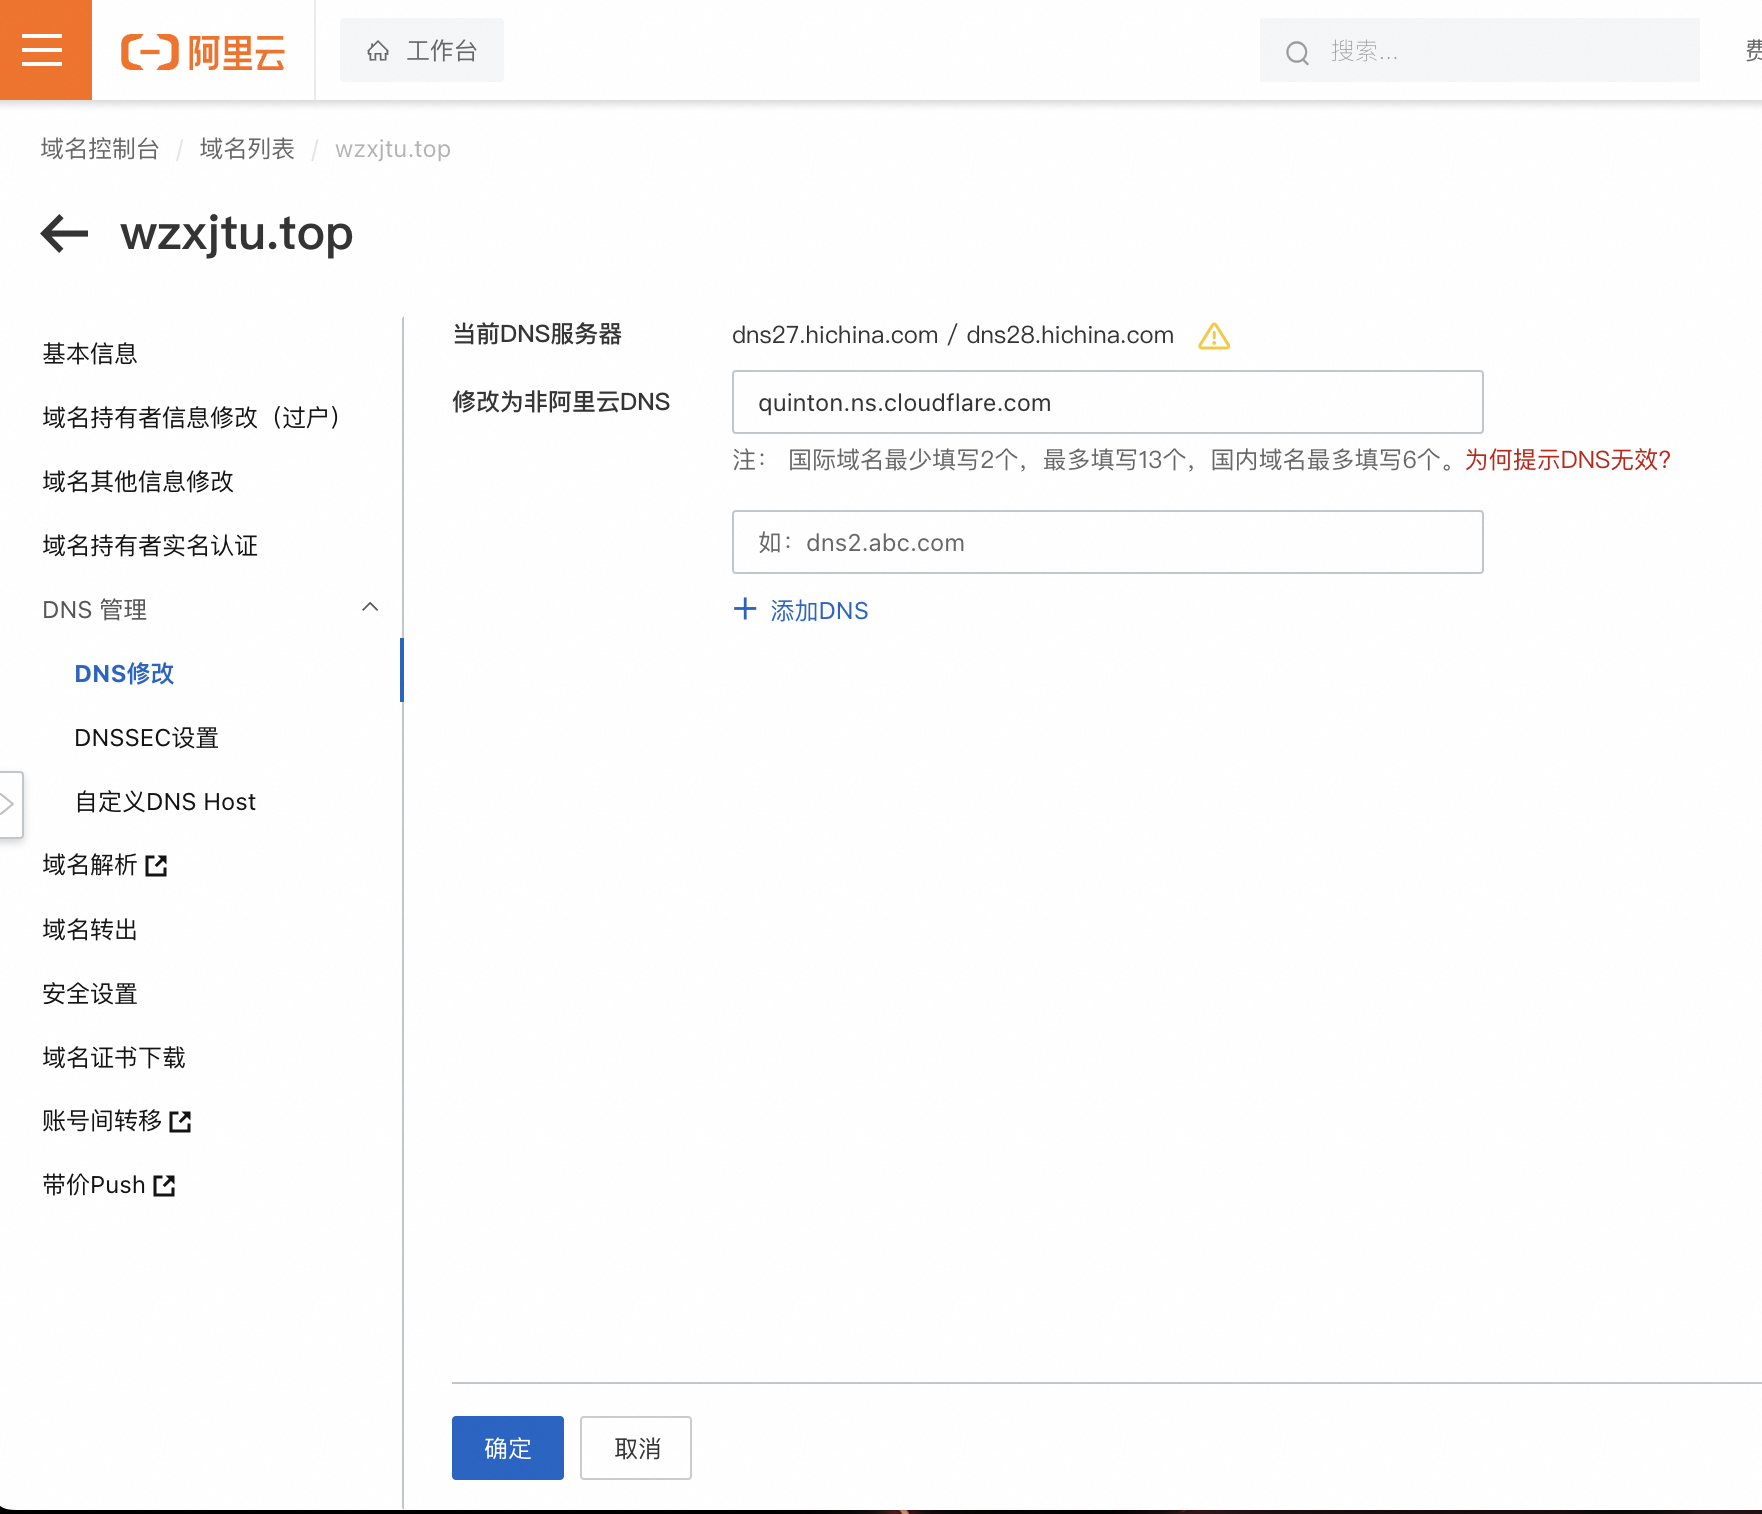 阿里云
工作台
搜索...
费
域名控制台 / 域名列表 / wzxjtu.top
wzxjtu.top
基本信息
域名持有者信息修改（过户）
域名其他信息修改
域名持有者实名认证
DNS 管理
DNS修改
DNSSEC设置
自定义DNS Host
域名解析
域名转出
安全设置
域名证书下载
账号间转移
带价Push
当前DNS服务器
dns27.hichina.com / dns28.hichina.com
修改为非阿里云DNS
quinton.ns.cloudflare.com
注： 国际域名最少填写2个，最多填写13个，国内域名最多填写6个。为何提示DNS无效?
如：dns2.abc.com
添加DNS
确定
取消